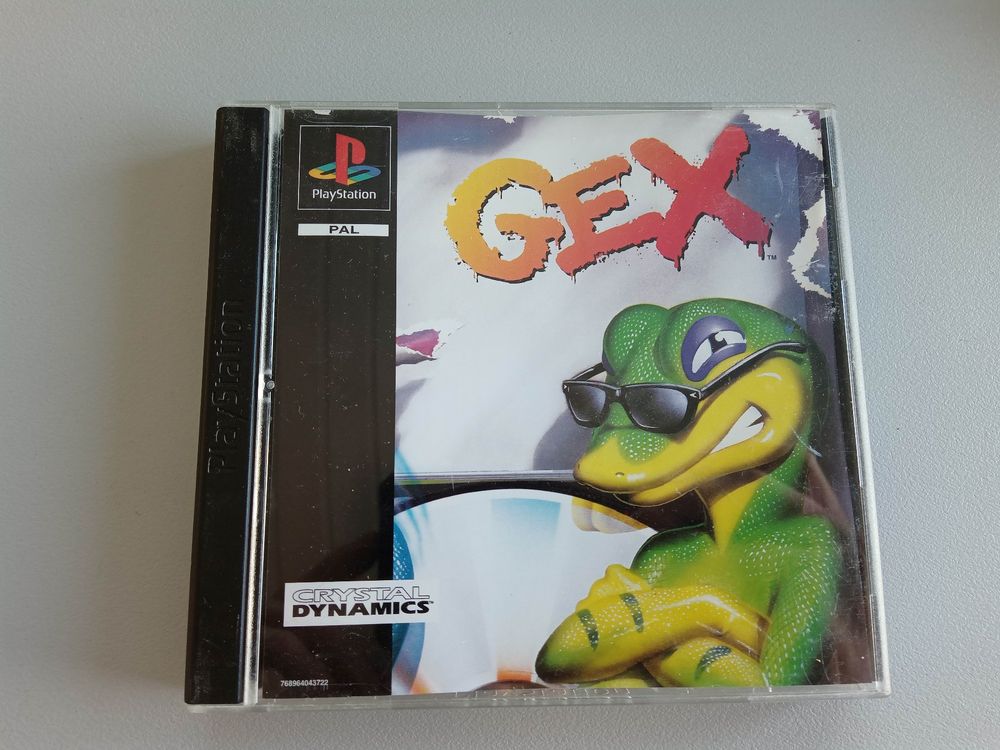 PlayStation
PAL
GEX
TM
PlayStation
CRYSTAL
DYNAMICS
768964043722